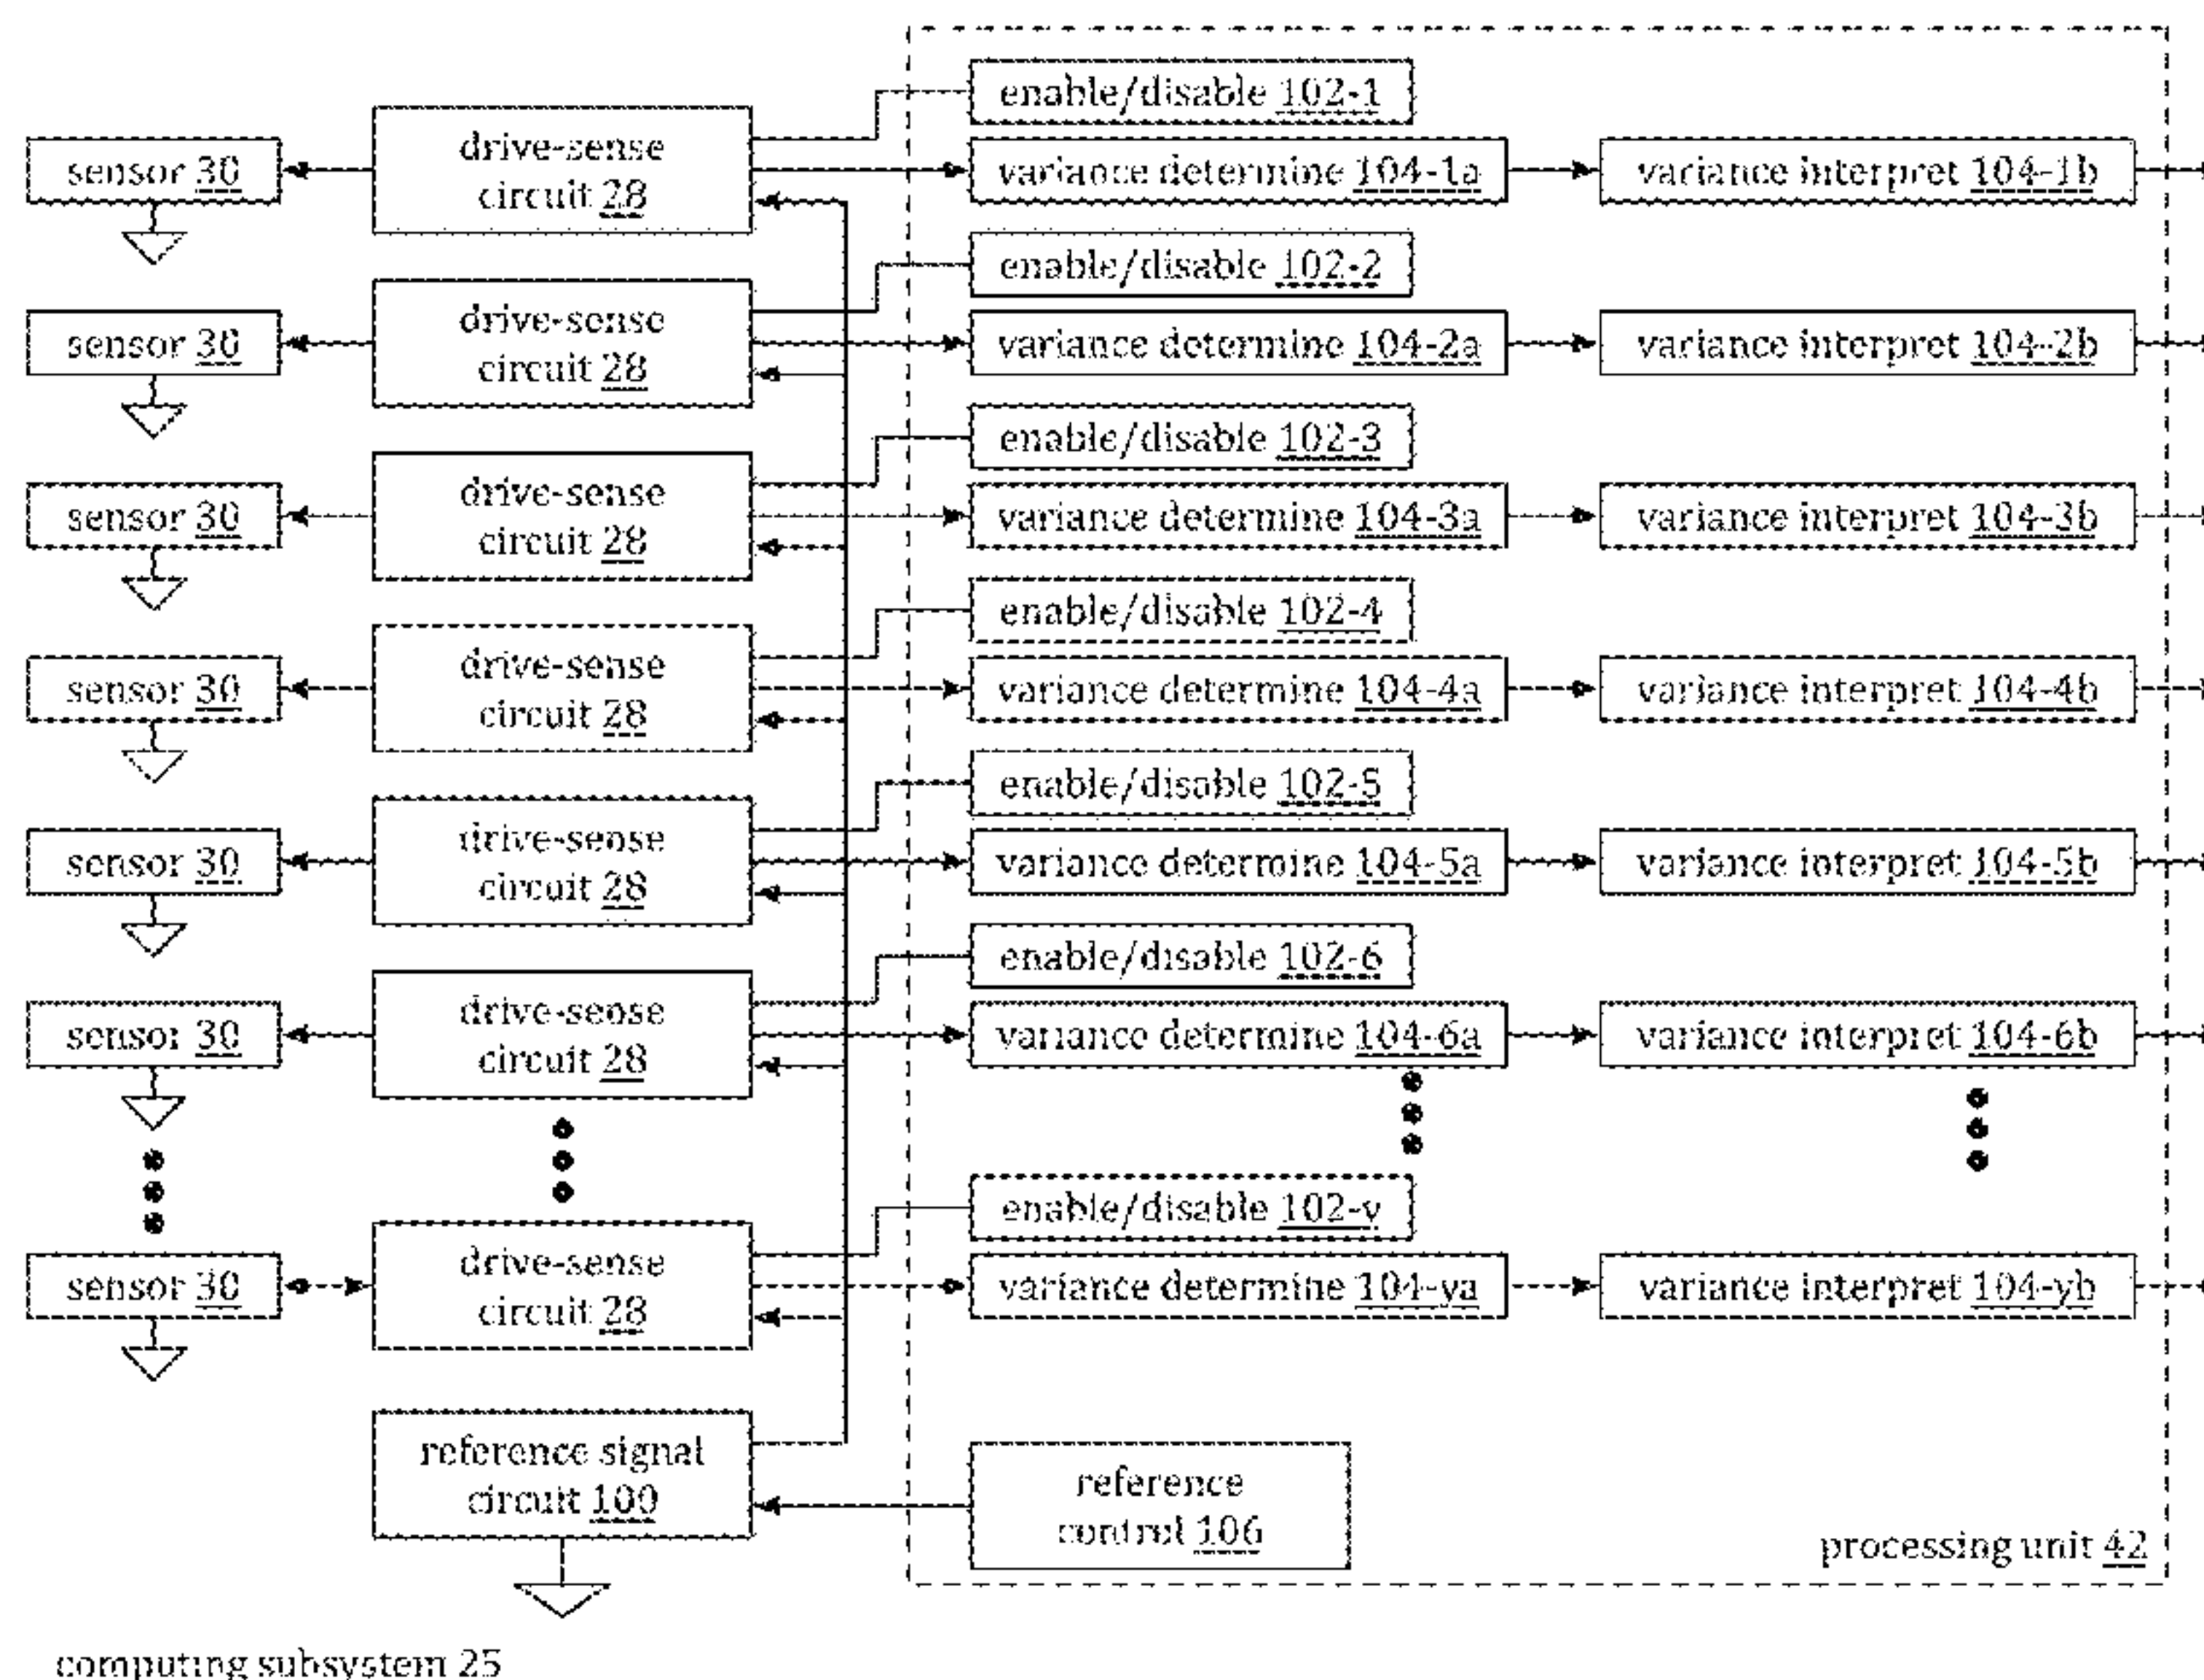 enable/disable 102-1
drive-sense
circuit 28
sensor 30
variance determine 104-1a
variance interpret 104-1b
enable/disable 102-2
drive-sense
circuit 28
sensor 30
variance determine 104-2a
variance interpret 104-2b
enable/disable 102-3
drive-sense
circuit 28
sensor 30
variance determine 104-3a
variance interpret 104-3b
enable/disable 102-4
drive-sense
circuit 28
sensor 30
variance determine 104-4a
variance interpret 104-4b
enable/disable 102-5
drive-sense
circuit 28
sensor 30
variance determine 104-5a
variance interpret 104-5b
enable/disable 102-6
drive-sense
circuit 28
sensor 30
variance determine 104-6a
variance interpret 104-6b
enable/disable 102-y
drive-sense
circuit 28
sensor 30
variance determine 104-ya
variance interpret 104-yb
reference signal
circuit 100
reference
control 106
processing unit 42
computing subsystem 25